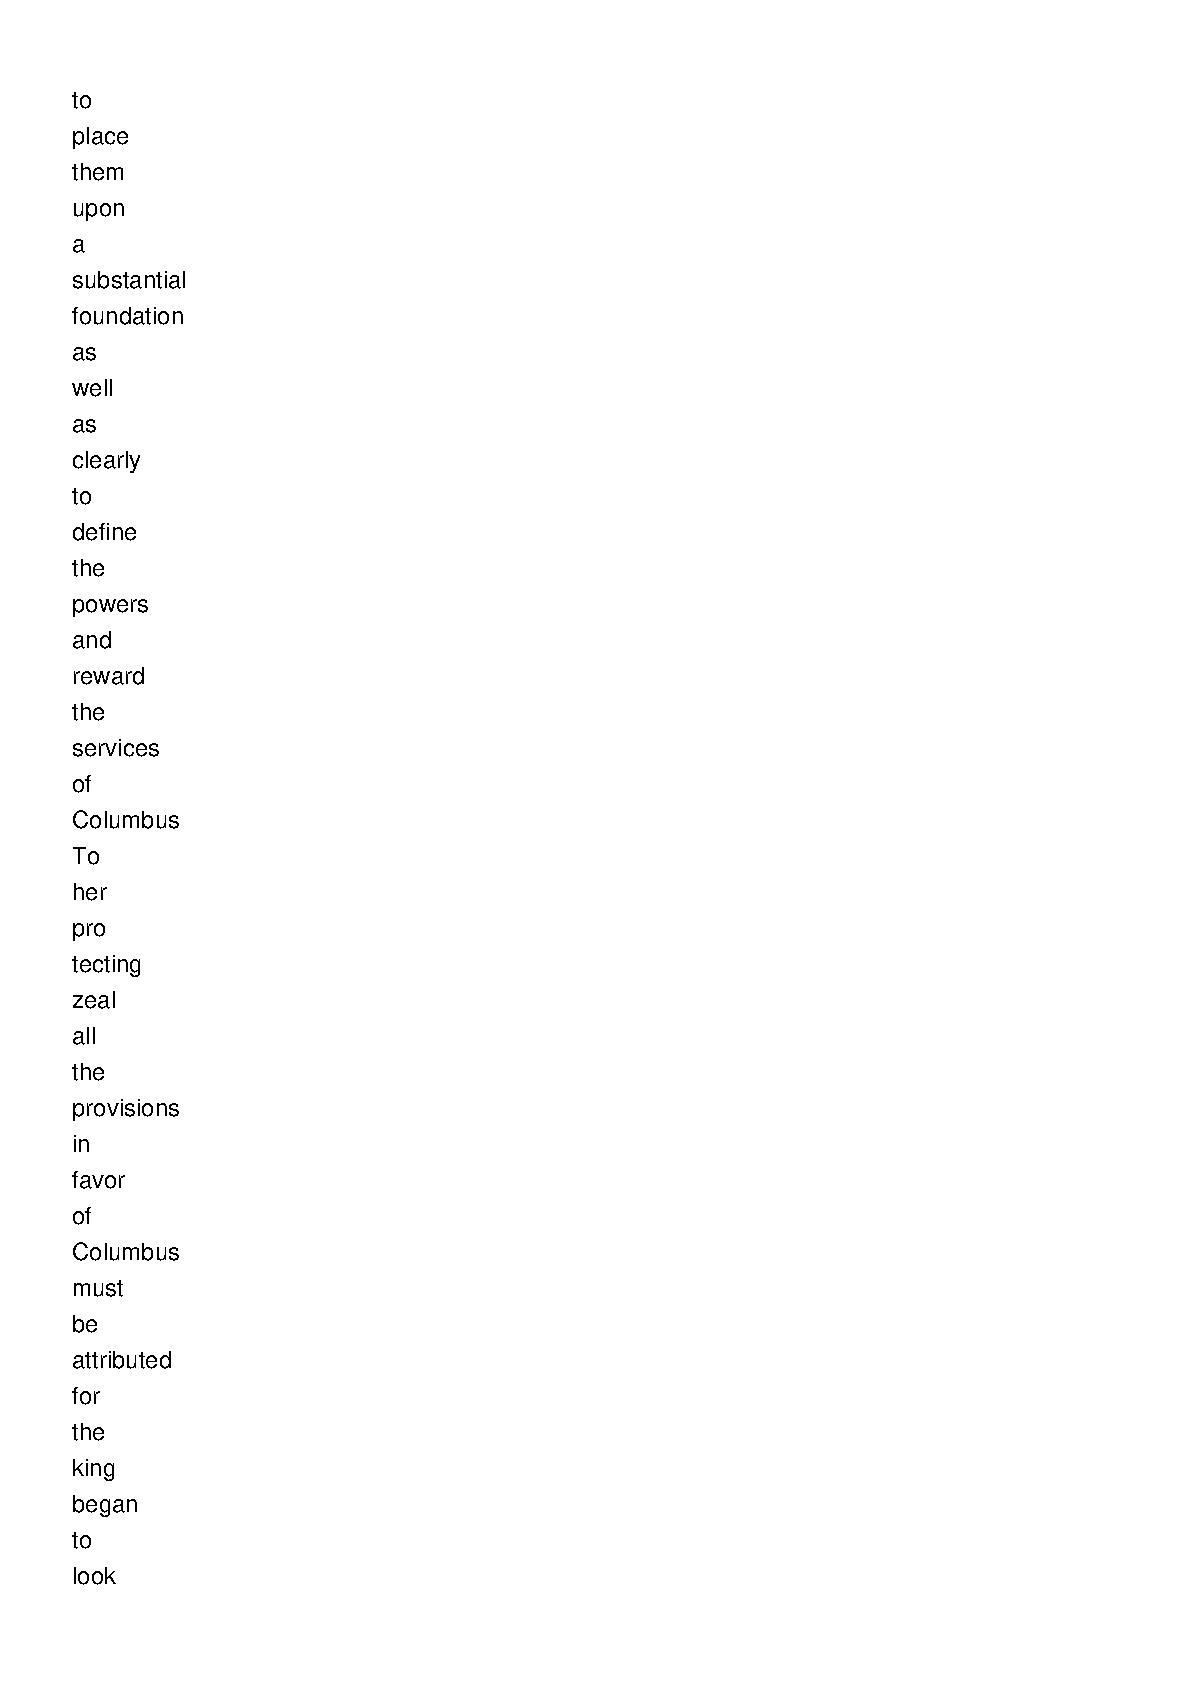 to
place
them
upon
a
substantial
foundation
as
well
as
clearly
to
define
the
powers
and
reward
the
services
of
Columbus
To
her
pro
tecting
zeal
all
the
provisions
in
favor
of
Columbus
must
be
attributed
for
the
king
began
to
look